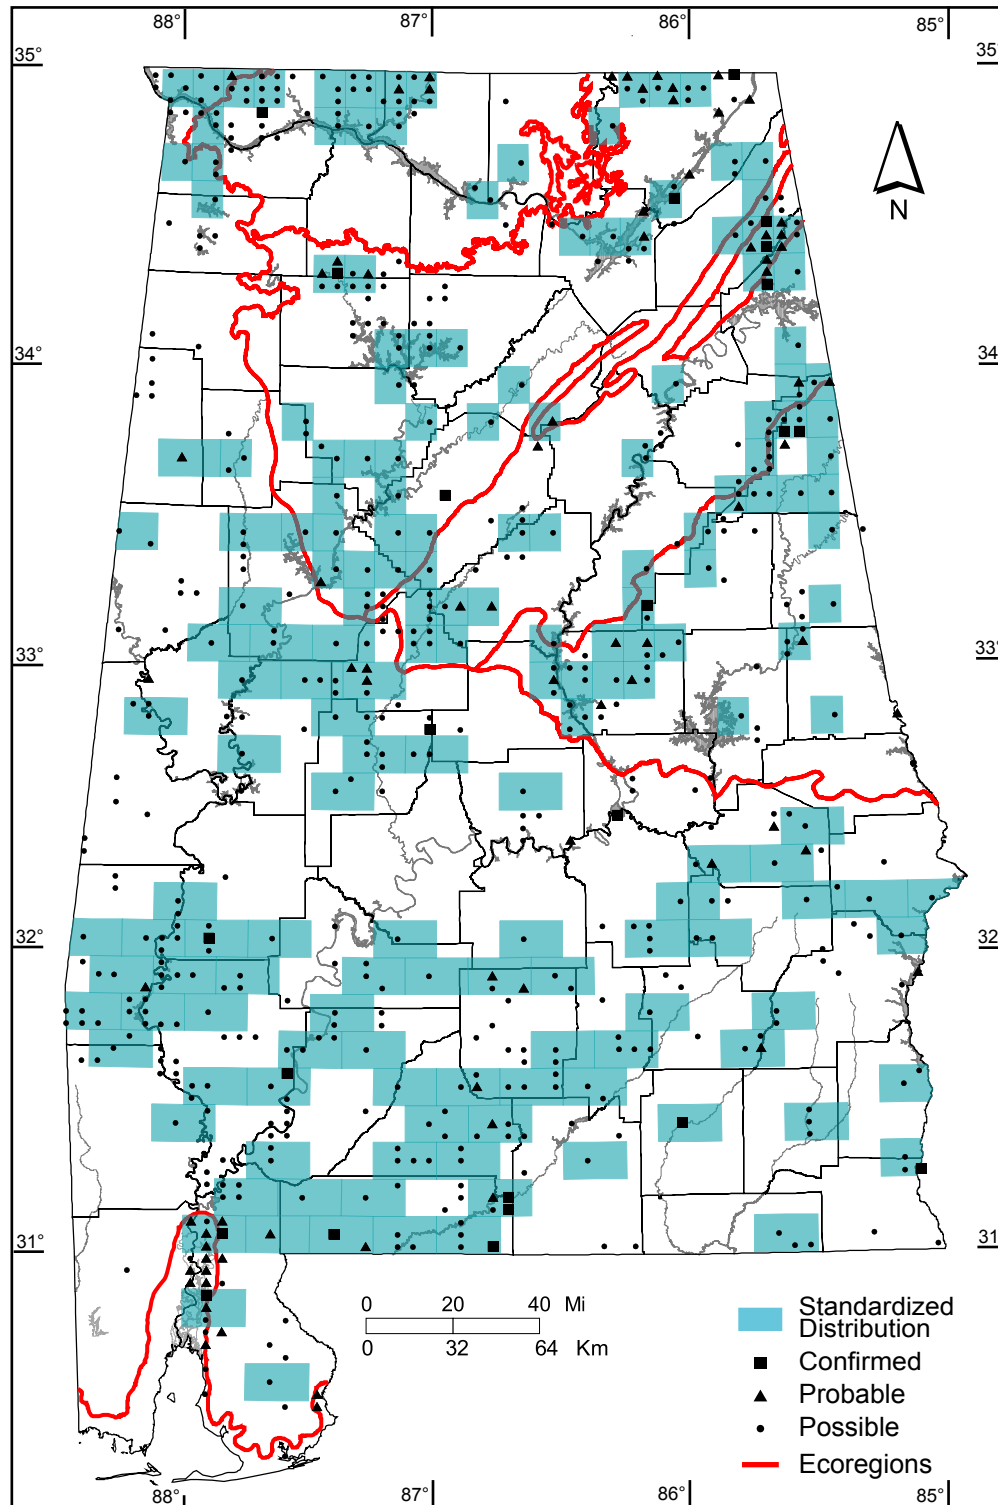 88° 87° 86° 85°
35° 35
N
34° 34
33° 33
32° 32
31° 31
0 20 40 Mi
0 32 64 Km
Standardized
Distribution
Confirmed
Probable
Possible
Ecoregions
88° 87° 86° 85°